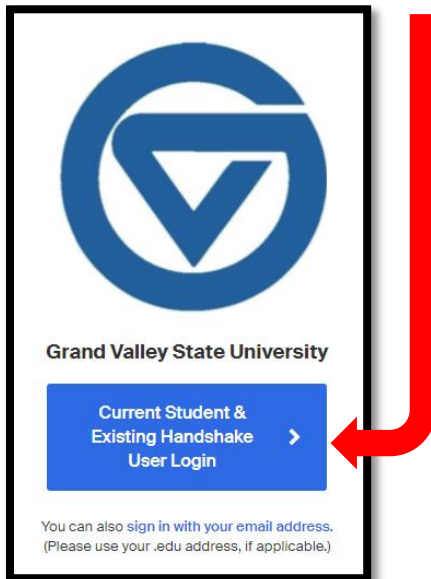 Grand Valley State University
Current Student &
Existing Handshake
User Login
You can also sign in with your email address.
(Please use your .edu address, if applicable.)